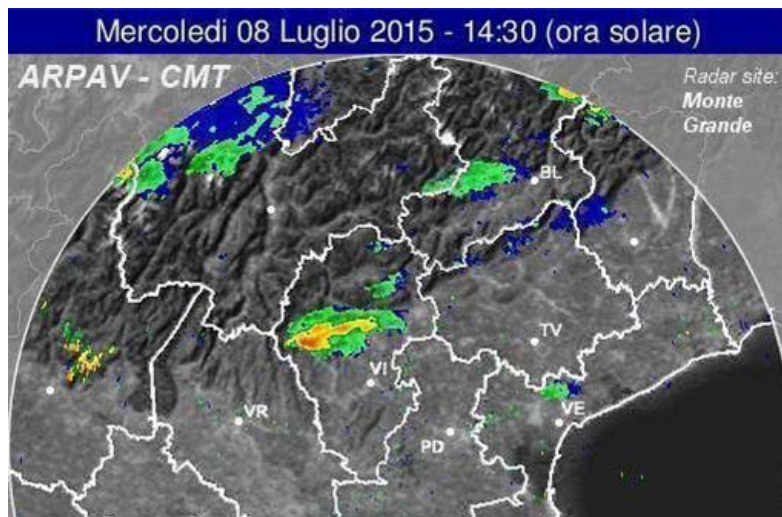 Mercoledi 08 Luglio 2015 - 14:30 (ora solare)
ARPAV - CMT
Radar site:
Monte
Grande
BL
TV
VI
VR
VE
PD